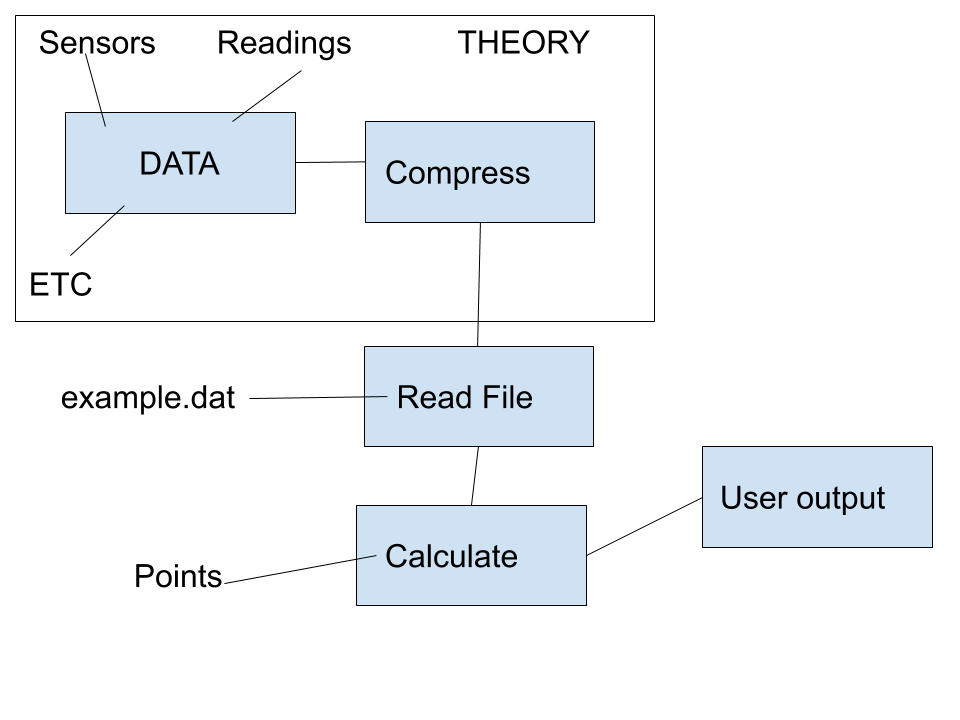 Sensors
Readings
THEORY
DATA
Compress
ETC
example.dat
Read File
User output
Calculate
Points